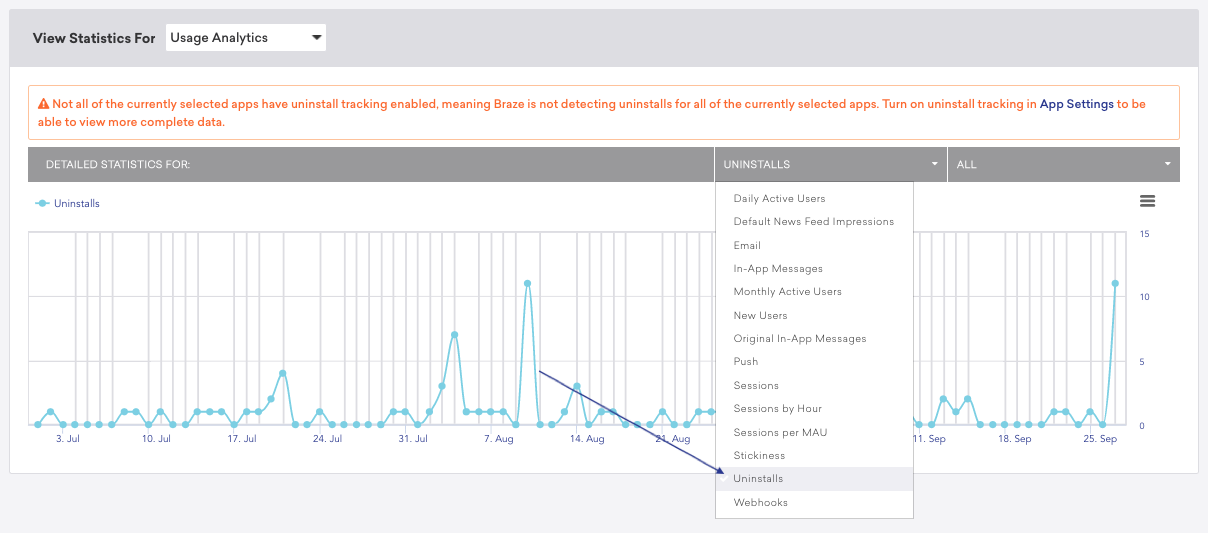 View Statistics For Usage Analytics
Not all of the currently selected apps have uninstall tracking enabled, meaning Braze is not detecting uninstalls for all of the currently selected apps. Turn on uninstall tracking in App Settings to be
able to view more complete data.
DETAILED STATISTICS FOR: UNINSTALLS ALL
Uninstalls
Daily Active Users
Default News Feed Impressions
Email
In-App Messages
Monthly Active Users
New Users
Original In-App Messages
Push
Sessions
Sessions by Hour
Sessions per MAU
Stickiness
Uninstalls
Webhooks
15
10
5
0
3. Jul 10. Jul 17. Jul 24. Jul 31. Jul 7. Aug 14. Aug 21. Aug 11. Sep 18. Sep 25. Sep